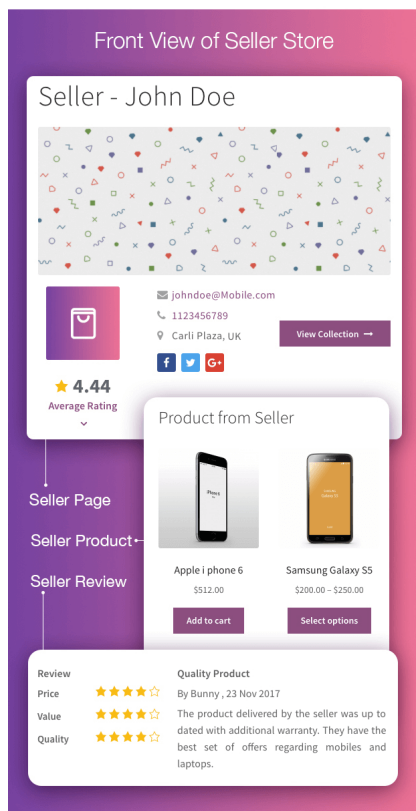 Front View of Seller Store
Seller - John Doe
johndoe@Mobile.com
1123456789
Carli Plaza, UK
View Collection →
4.44
Average Rating
Product from Seller
Seller Page
Seller Product
Seller Review
Apple i phone 6
Samsung Galaxy S5
$512.00
$200.00 – $250.00
Add to cart
Select options
Review
Price
Value
Quality
Quality Product
By Bunny , 23 Nov 2017
The product delivered by the seller was up to
dated with additional warranty. They have the
best set of offers regarding mobiles and
laptops.